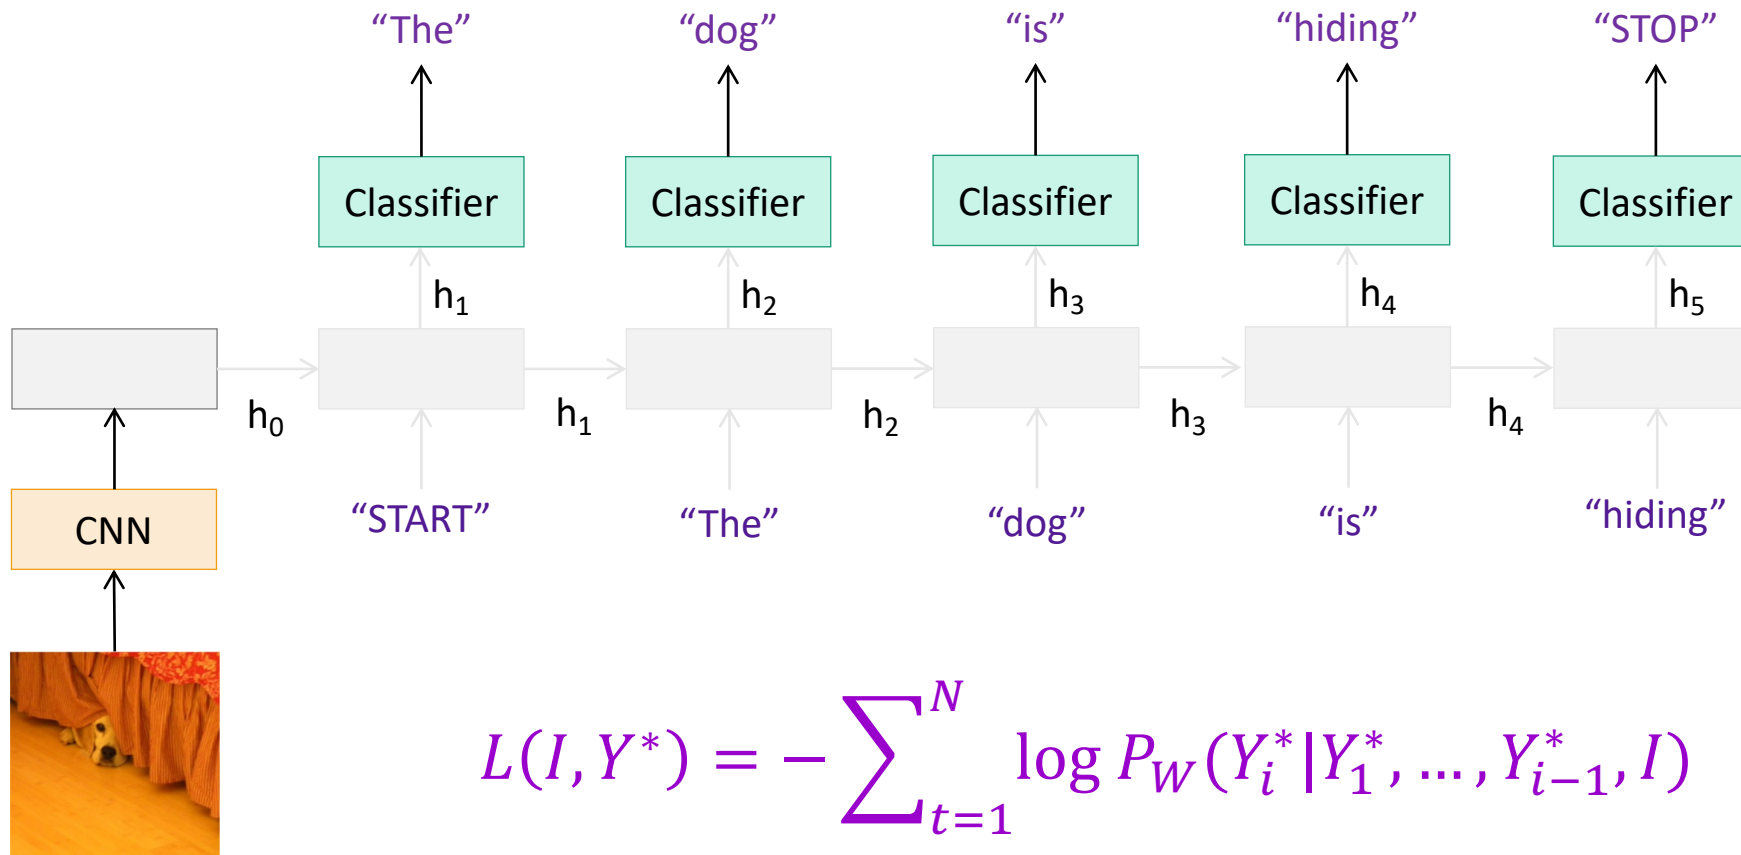 “The” “dog” “is” “hiding” “STOP”
Classifier Classifier Classifier Classifier Classifier
h₁ h₂ h₃ h₄ h₅
h₀ h₁ h₂ h₃ h₄
CNN “START” “The” “dog” “is” “hiding”
L(I, Y*) = − ∑_{t=1}^{N} log P_W(Y_i^*|Y_1^*, …, Y_{i−1}^*, I)